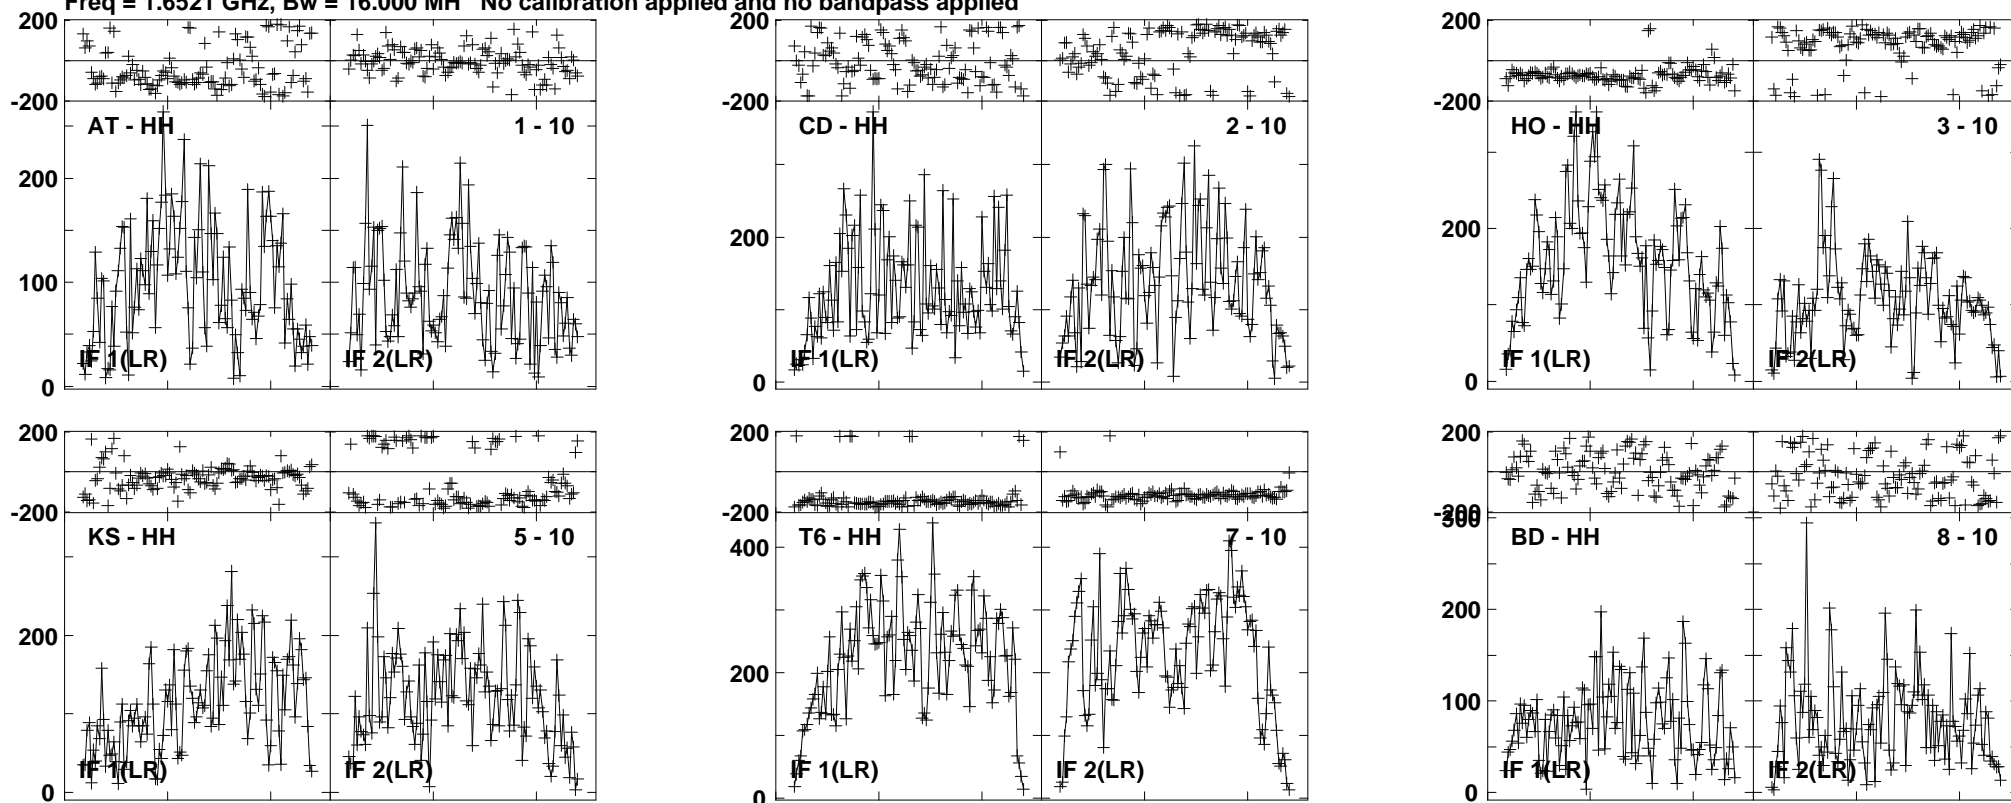 Freq = 1.6521 GHz, Bw = 16.000 MH No calibration applied and no bandpass applied
200
-200
AT - HH
1 - 10
200
100
0
IF 1(LR)
IF 2(LR)
200
-200
CD - HH
2 - 10
200
0
IF 1(LR)
IF 2(LR)
200
-200
HO - HH
3 - 10
200
0
IF 1(LR)
IF 2(LR)
200
-200
KS - HH
5 - 10
200
0
IF 1(LR)
IF 2(LR)
200
-200
T6 - HH
7 - 10
400
200
0
IF 1(LR)
IF 2(LR)
200
-200
300
BD - HH
8 - 10
200
100
0
IF 1(LR)
IF 2(LR)